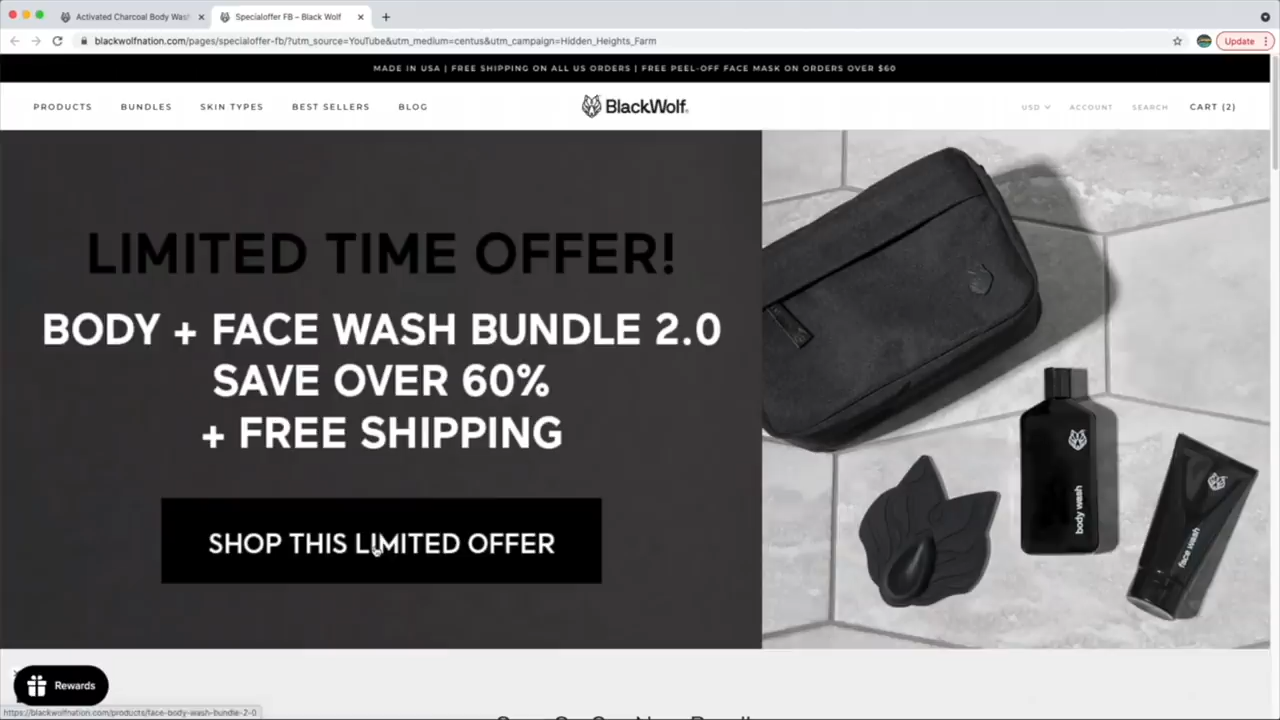 Activated Charcoal Body Was
Specialoffer FB – Black Wolf
blackwolfnation.com/pages/specialoffer-fb/?utm_source=YouTube&utm_medium=centus&utm_campaign=Hidden_Heights_Farm
Update
MADE IN USA | FREE SHIPPING ON ALL US ORDERS | FREE PEEL-OFF FACE MASK ON ORDERS OVER $60
PRODUCTS
BUNDLES
SKIN TYPES
BEST SELLERS
BLOG
BlackWolf
USD
ACCOUNT
SEARCH
CART (2)
LIMITED TIME OFFER!
BODY + FACE WASH BUNDLE 2.0
SAVE OVER 60%
+ FREE SHIPPING
SHOP THIS LIMITED OFFER
body wash
face wash
Rewards
https://blackwolfnation.com/products/face-body-wash-bundle-2-0